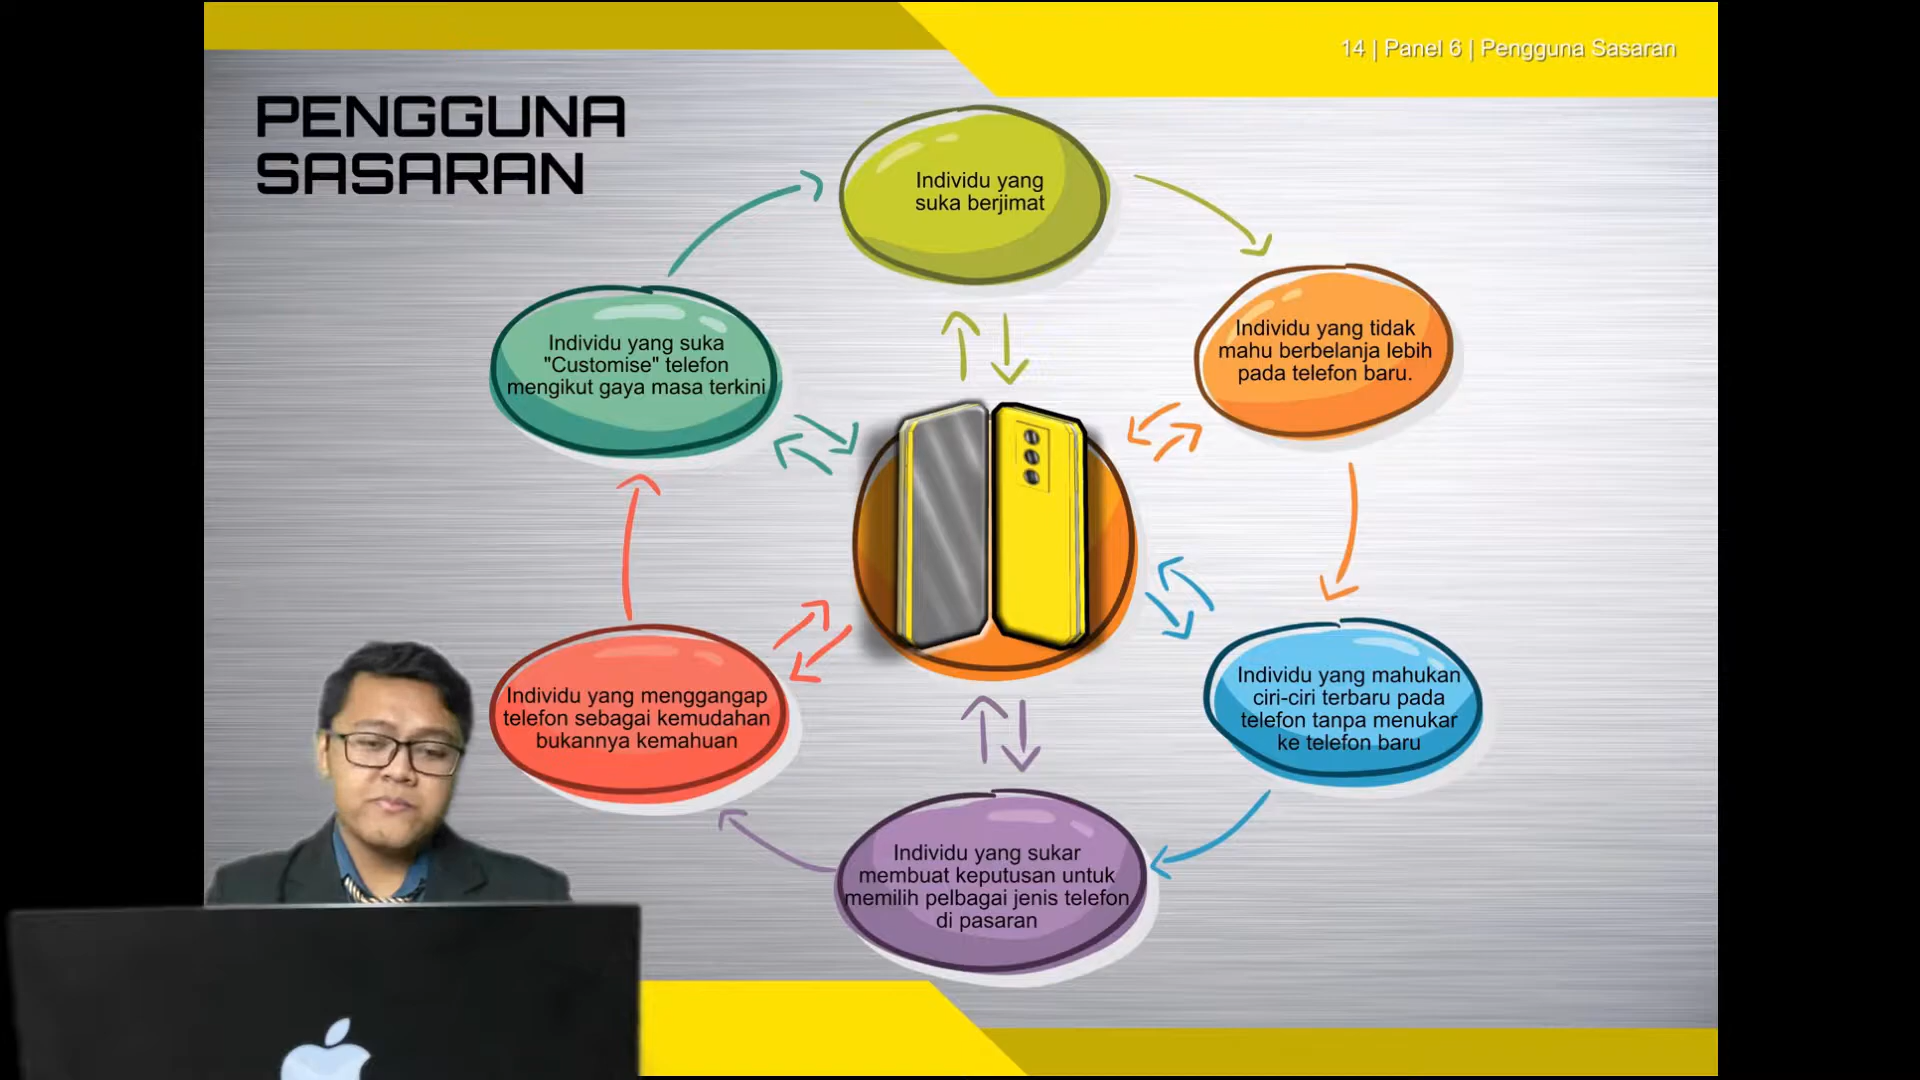 14 | Panel 6 | Pengguna Sasaran
PENGGUNA
SASARAN
Individu yang
suka berjimat
Individu yang tidak
mahu berbelanja lebih
pada telefon baru.
Individu yang mahukan
ciri-ciri terbaru pada
telefon tanpa menukar
ke telefon baru
Individu yang sukar
membuat keputusan untuk
memilih pelbagai jenis telefon
di pasaran
Individu yang menggangap
telefon sebagai kemudahan
bukannya kemahuan
Individu yang suka
"Customise" telefon
mengikut gaya masa terkini